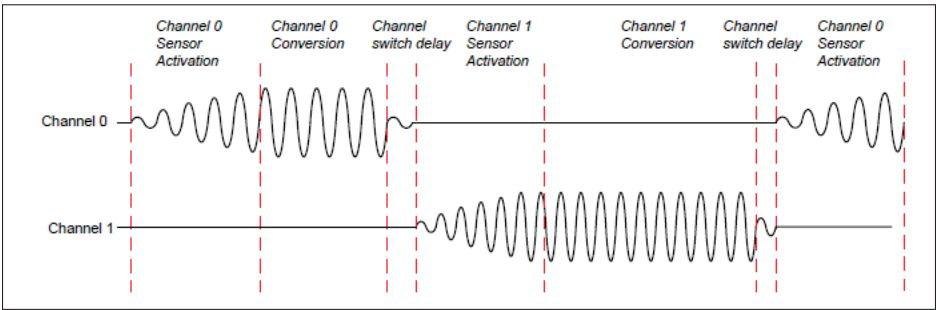 Channel 0 Sensor Activation
Channel 0 Conversion
Channel switch delay
Channel 1 Sensor Activation
Channel 1 Conversion
Channel switch delay
Channel 0 Sensor Activation
Channel 0
Channel 1